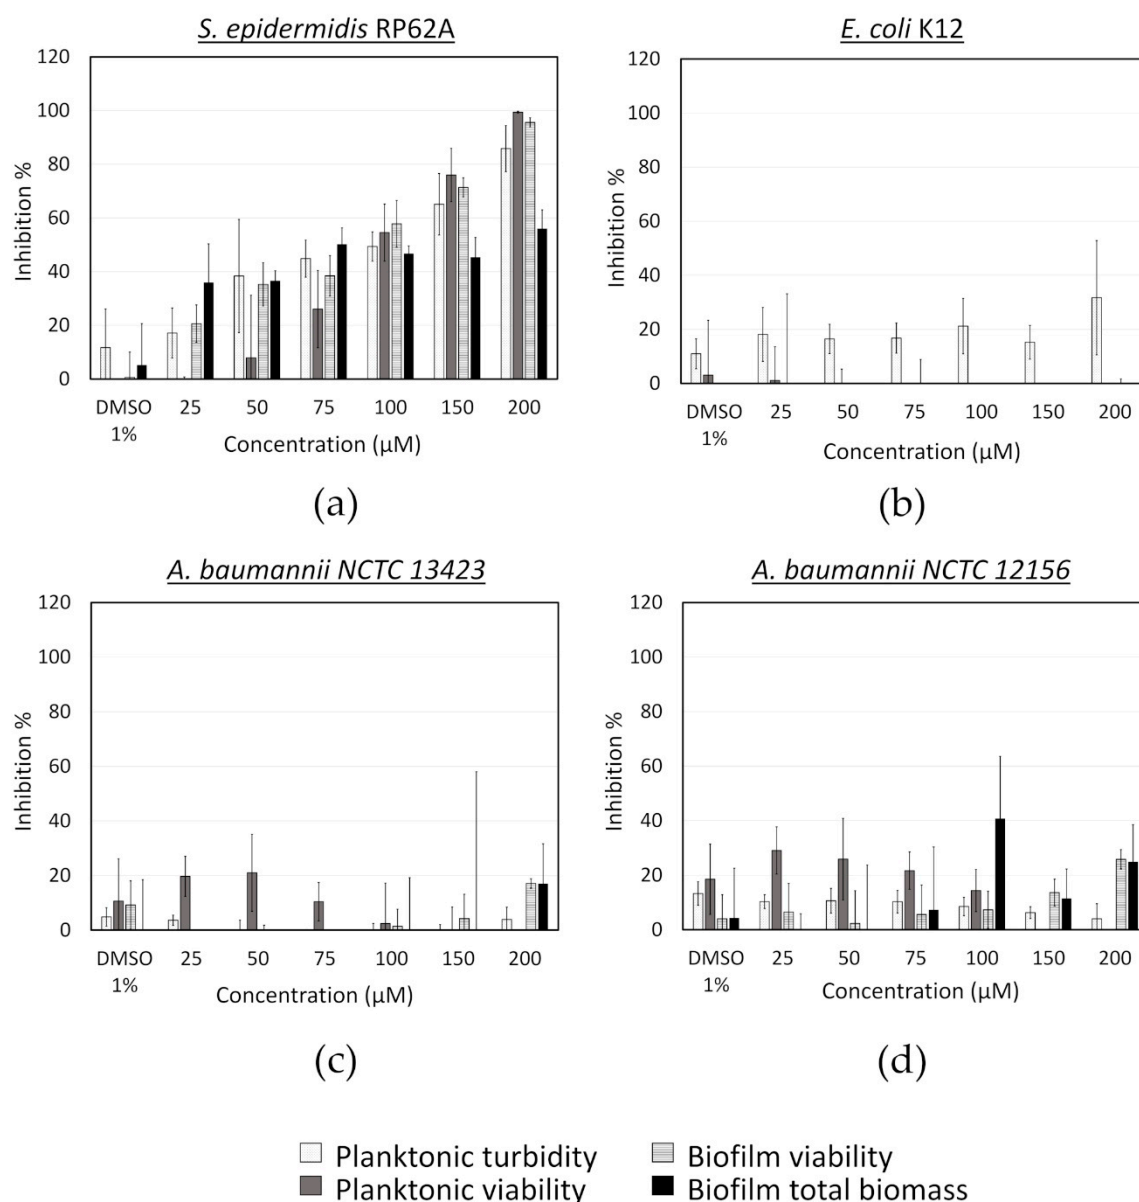 S. epidermidis RP62A
120
100
80
60
40
20
0
Inhibition %
DMSO 1% 25 50 75 100 150 200
Concentration (µM)
(a)
E. coli K12
120
100
80
60
40
20
0
Inhibition %
DMSO 1% 25 50 75 100 150 200
Concentration (µM)
(b)
A. baumannii NCTC 13423
120
100
80
60
40
20
0
Inhibition %
DMSO 1% 25 50 75 100 150 200
Concentration (µM)
(c)
A. baumannii NCTC 12156
120
100
80
60
40
20
0
Inhibition %
DMSO 1% 25 50 75 100 150 200
Concentration (µM)
(d)
Planktonic turbidity
Biofilm viability
Planktonic viability
Biofilm total biomass